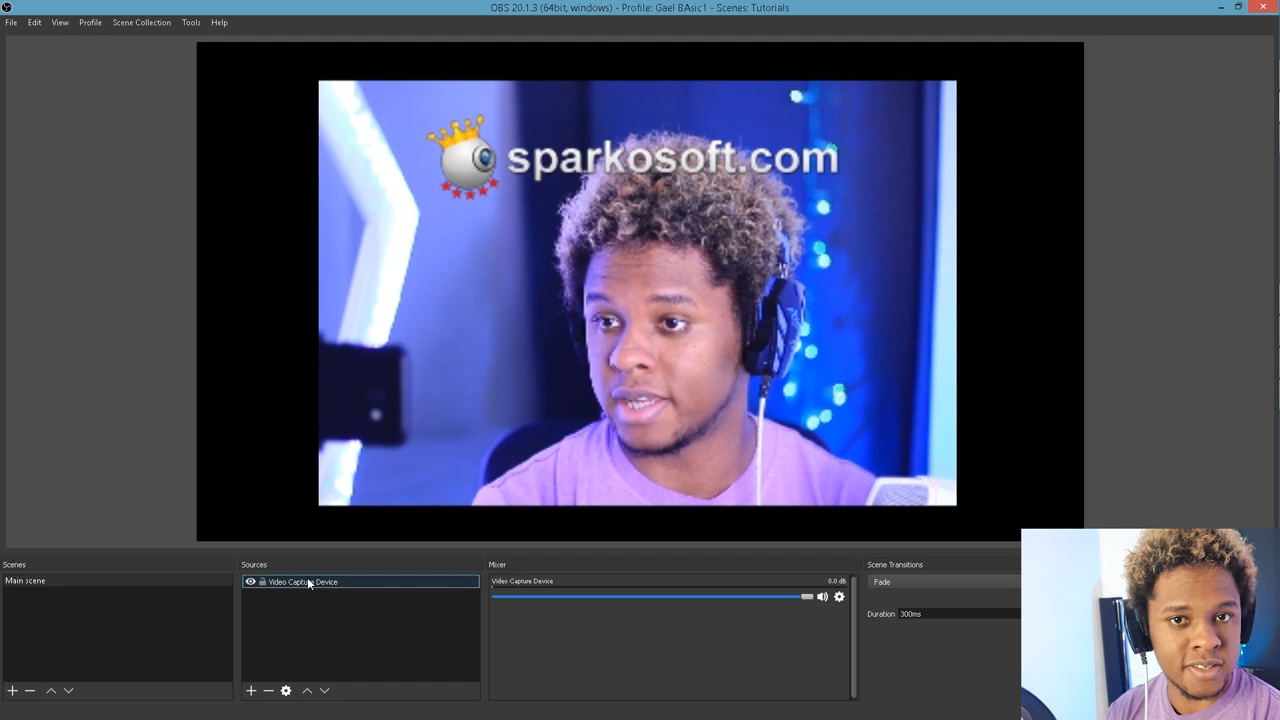 OBS 20.1.3 (64bit, windows) - Profile: Gael BAsic1 - Scenes: Tutorials
File Edit View Profile Scene Collection Tools Help
sparkosoft.com
Scenes
Main scene
Sources
Video Capture Device
Mixer
Video Capture Device 0.0 dB
Scene Transitions
Fade
Duration 300ms